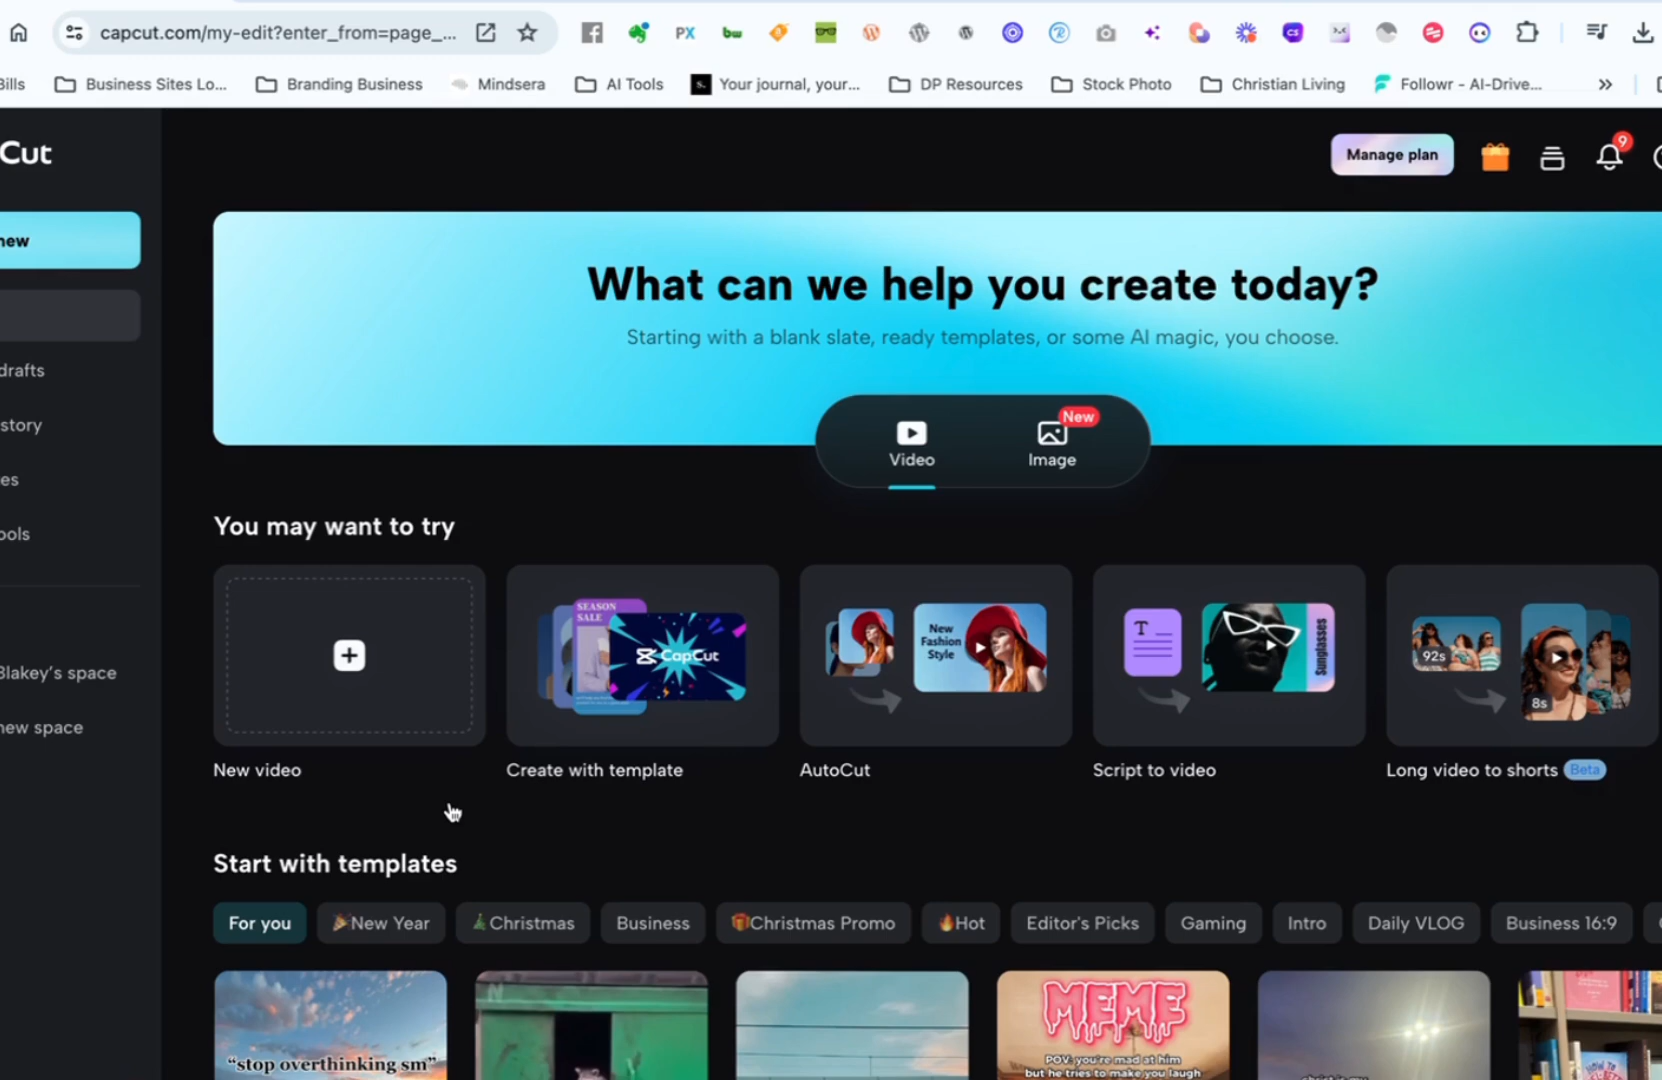 capcut.com/my-edit?enter_from=page_...
PX
bw
CS
Bills
Business Sites Lo...
Branding Business
Mindsera
AI Tools
s.
Your journal, your...
DP Resources
Stock Photo
Christian Living
Followr - AI-Drive...
Cut
Manage plan
9
new
drafts
story
es
ools
Blakey's space
new space
What can we help you create today?
Starting with a blank slate, ready templates, or some AI magic, you choose.
Video
Image
New
You may want to try
SEASON
SALE
CapCut
New
Fashion
Style
T
Sunglasses
92s
8s
New video
Create with template
AutoCut
Script to video
Long video to shorts Beta
Start with templates
For you
New Year
Christmas
Business
Christmas Promo
Hot
Editor's Picks
Gaming
Intro
Daily VLOG
Business 16:9
"stop overthinking sm"
N
MEME
POV: you're mad at him
but he tries to make you laugh
HOW TO